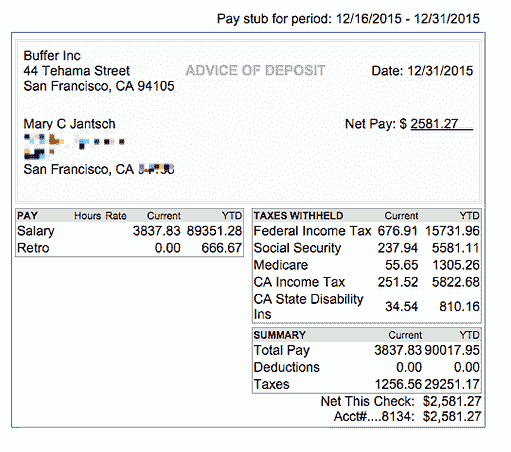 Pay stub for period: 12/16/2015 - 12/31/2015
Buffer Inc
44 Tehama Street
San Francisco, CA 94105
ADVICE OF DEPOSIT
Date: 12/31/2015
Mary C Jantsch
Net Pay: $ 2581.27
San Francisco, CA
PAY Hours Rate Current YTD
Salary 3837.83 89351.28
Retro 0.00 666.67
TAXES WITHHELD Current YTD
Federal Income Tax 676.91 15731.96
Social Security 237.94 5581.11
Medicare 55.65 1305.26
CA Income Tax 251.52 5822.68
CA State Disability
Ins 34.54 810.16
SUMMARY Current YTD
Total Pay 3837.83 90017.95
Deductions 0.00 0.00
Taxes 1256.56 29251.17
Net This Check: $2,581.27
Acct#....8134: $2,581.27